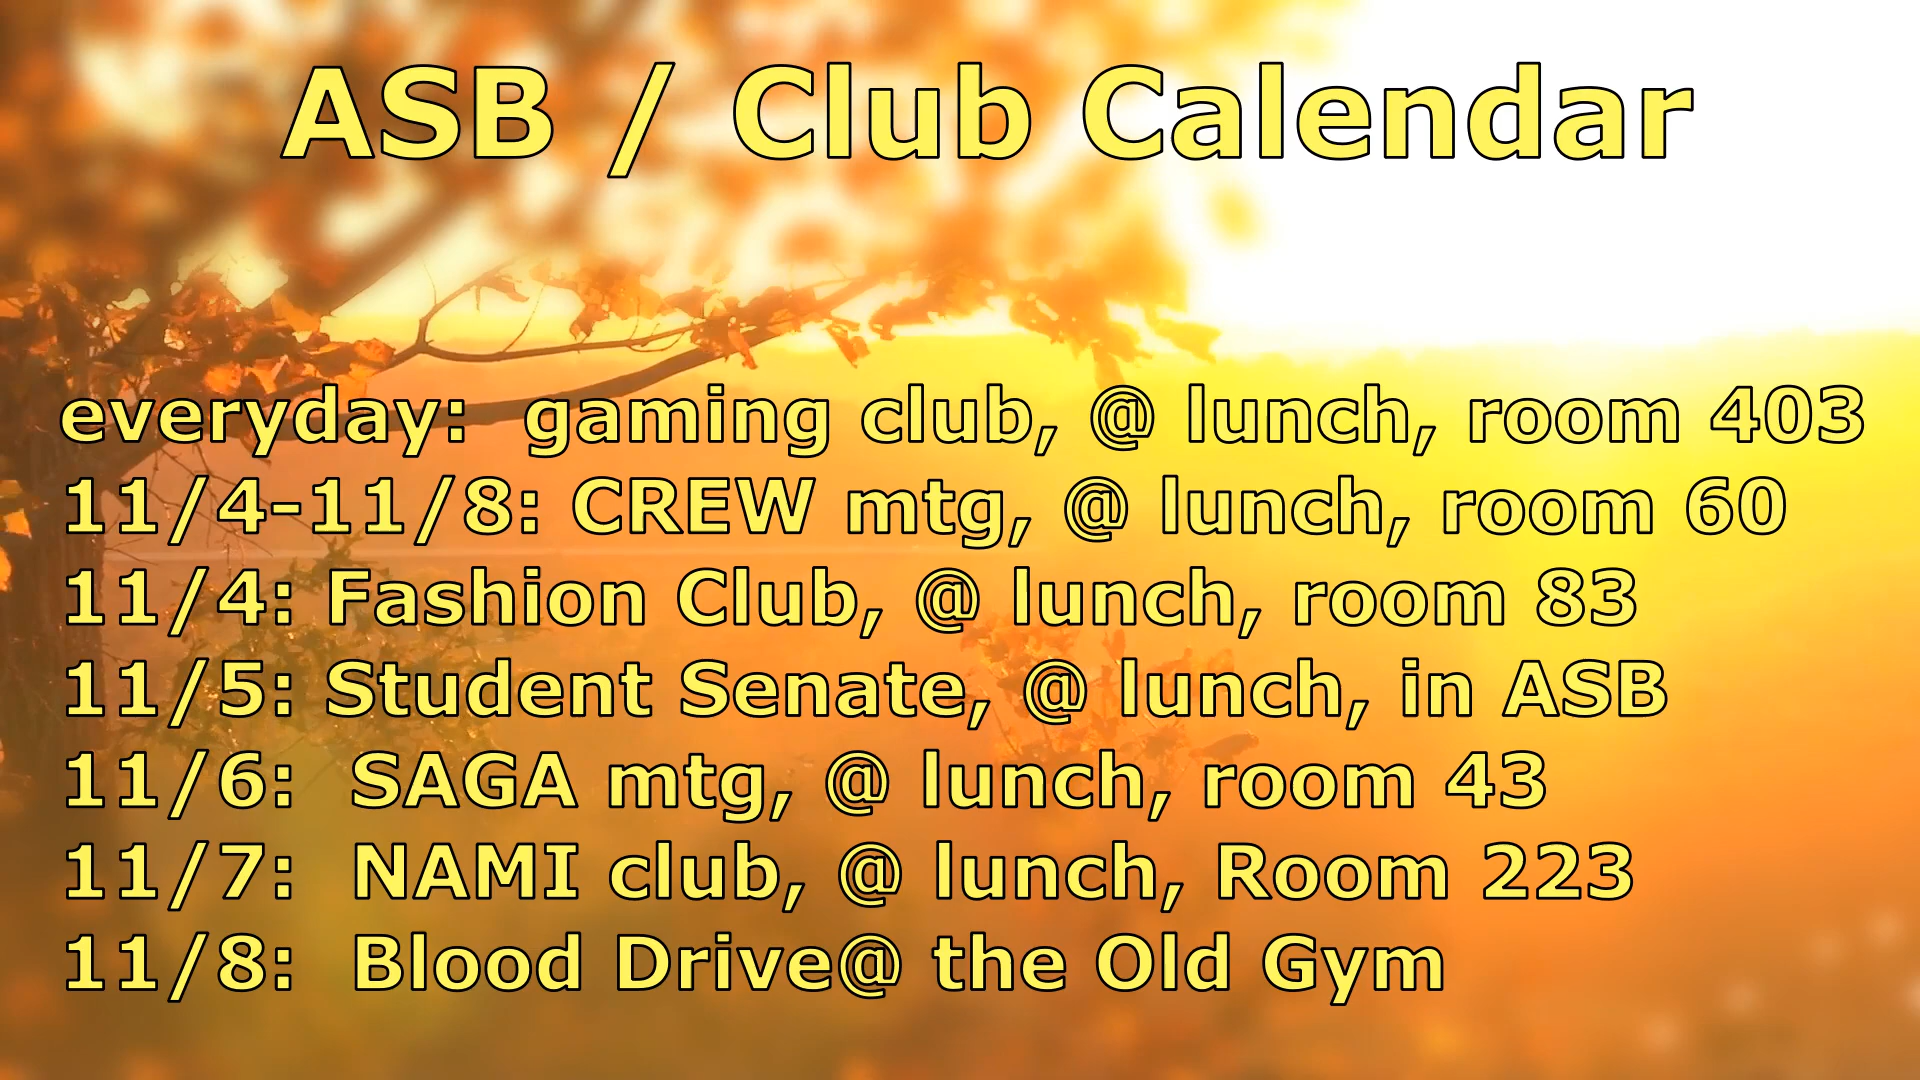 ASB / Club Calendar
everyday:  gaming club, @ lunch, room 403
11/4-11/8: CREW mtg, @ lunch, room 60
11/4: Fashion Club, @ lunch, room 83
11/5: Student Senate, @ lunch, in ASB
11/6:  SAGA mtg, @ lunch, room 43
11/7:  NAMI club, @ lunch, Room 223
11/8:  Blood Drive@ the Old Gym